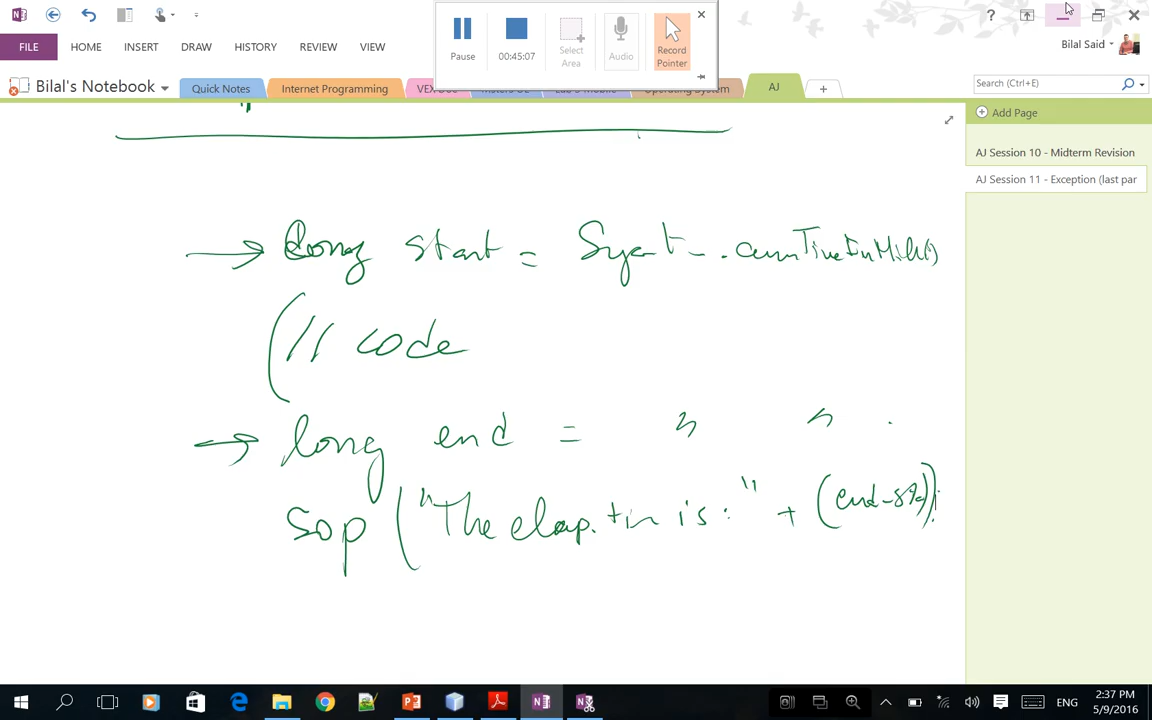 Pause
00:45:07
Select Area
Audio
Record Pointer
FILE HOME INSERT DRAW HISTORY REVIEW VIEW
Bilal Said
Bilal's Notebook Quick Notes Internet Programming Operating System AJ
Search (Ctrl+E)
Add Page
AJ Session 10 - Midterm Revision
AJ Session 11 - Exception (last par
long start =
// code
long end = " "
sop ("The elap. tim is : " + (end-sta));
ENG
2:37 PM
5/9/2016